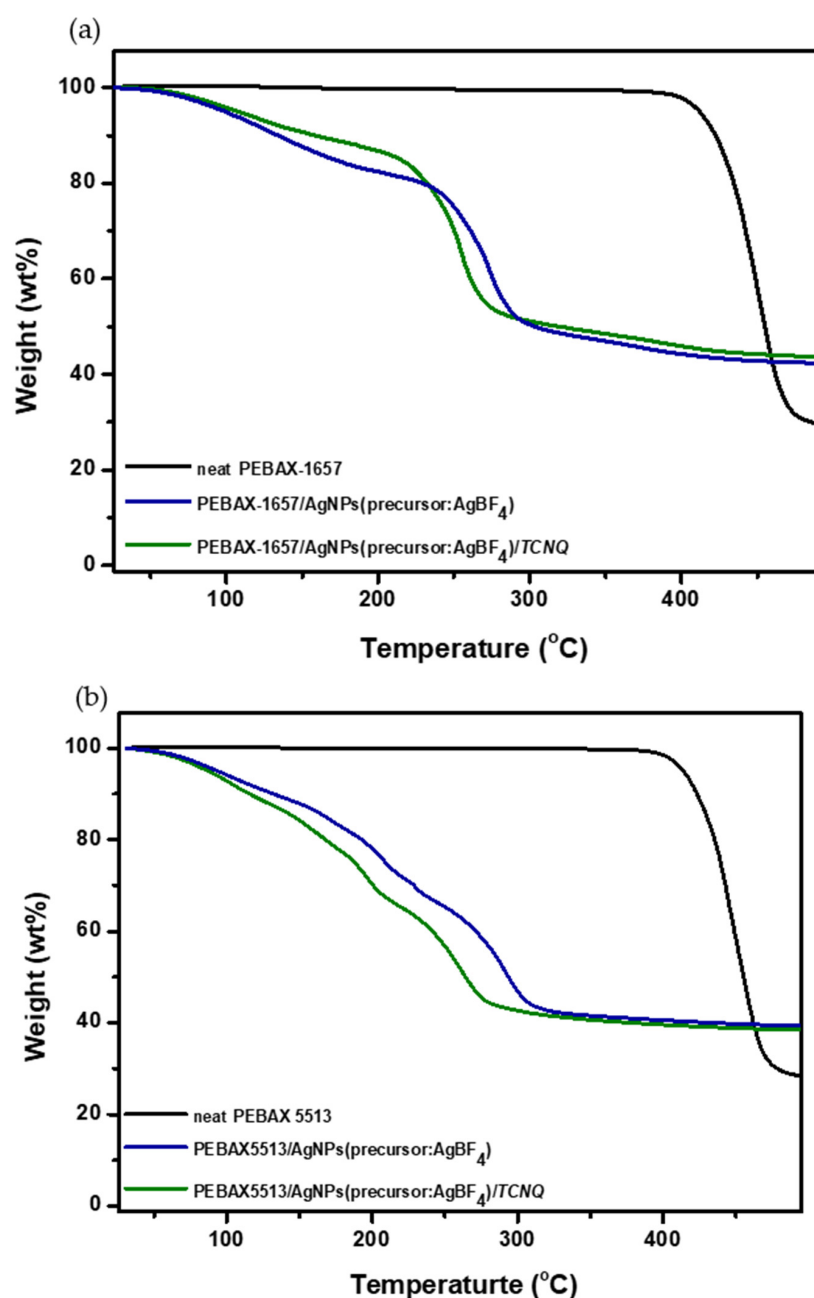 (a)
100
80
60
40
20
0
Weight (wt%)
neat PEBAX-1657
PEBAX-1657/AgNPs(precursor:AgBF4)
PEBAX-1657/AgNPs(precursor:AgBF4)/TCNQ
100 200 300 400
Temperature (oC)
(b)
100
80
60
40
20
0
Weight (wt%)
neat PEBAX 5513
PEBAX5513/AgNPs(precursor:AgBF4)
PEBAX5513/AgNPs(precursor:AgBF4)/TCNQ
100 200 300 400
Temperaturte (oC)